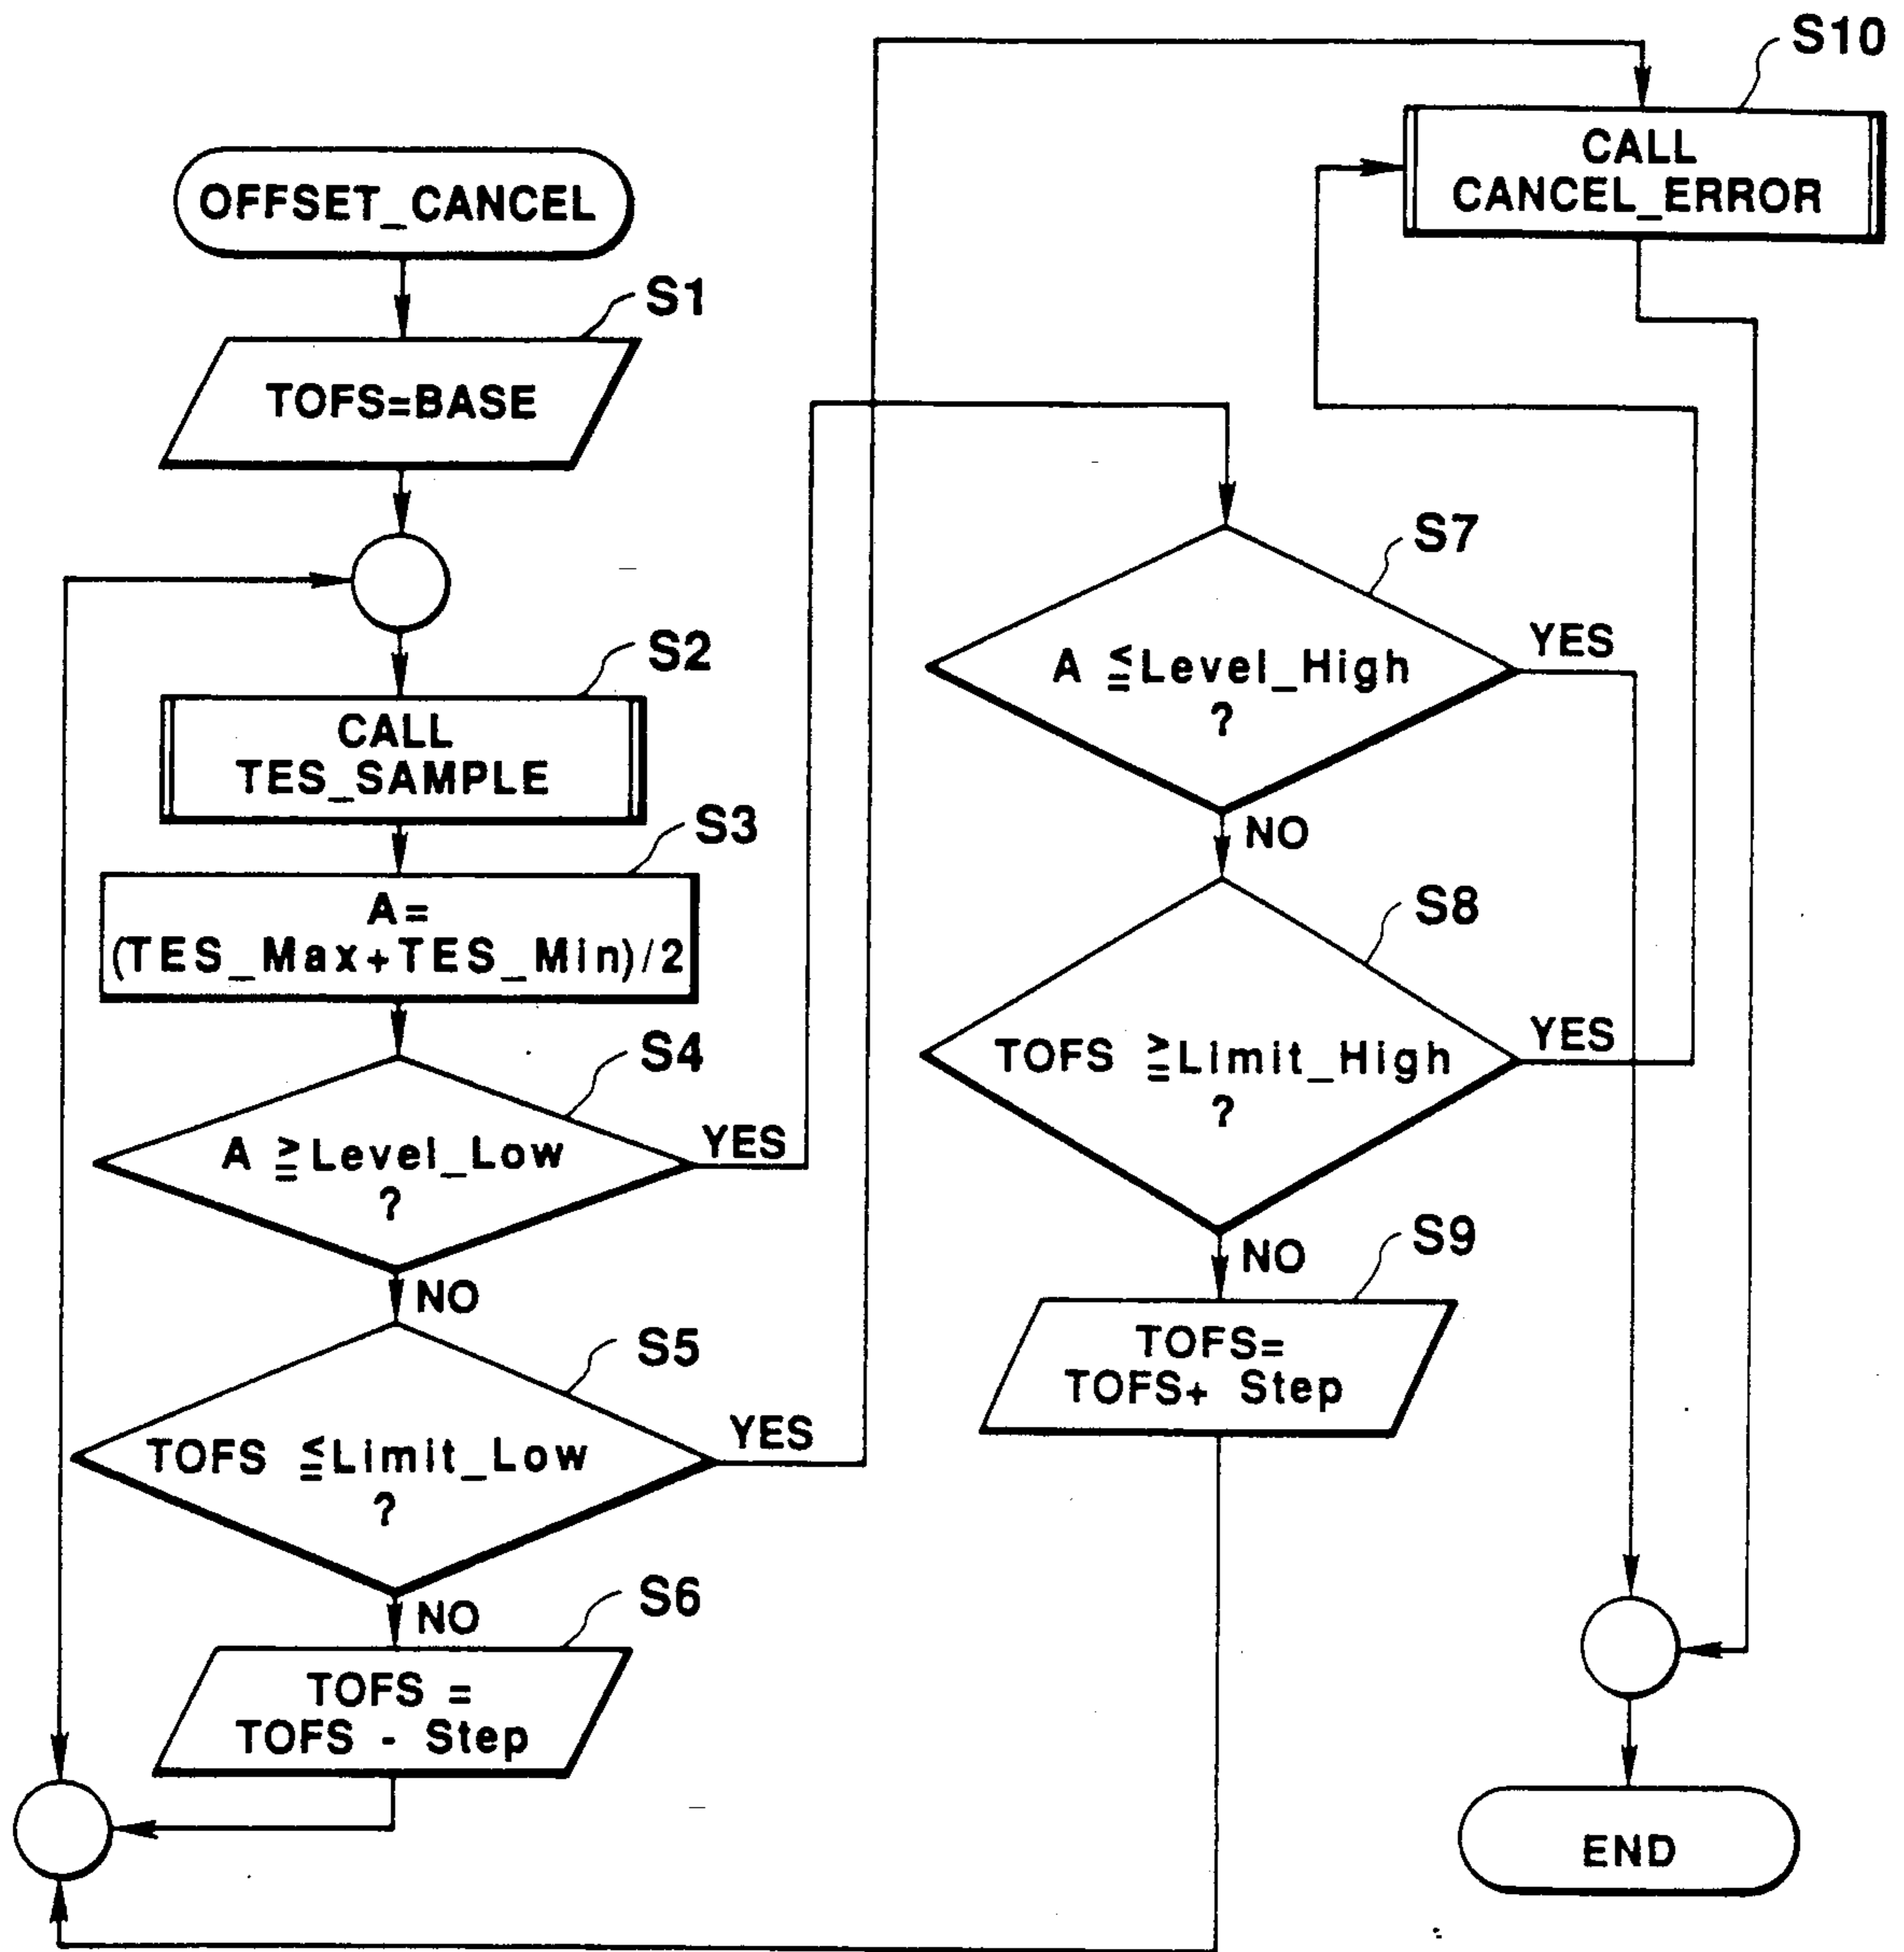 OFFSET_CANCEL
S1
TOFS=BASE
S2
CALL
TES_SAMPLE
S3
A=
(TES_Max+TES_Min)/2
S4
A ≧Level_Low
?
YES
NO
S5
TOFS ≦Limit_Low
?
YES
NO
S6
TOFS =
TOFS - Step
S7
A ≦Level_High
?
YES
NO
S8
TOFS ≧Limit_High
?
YES
NO
S9
TOFS=
TOFS+ Step
S10
CALL
CANCEL_ERROR
END